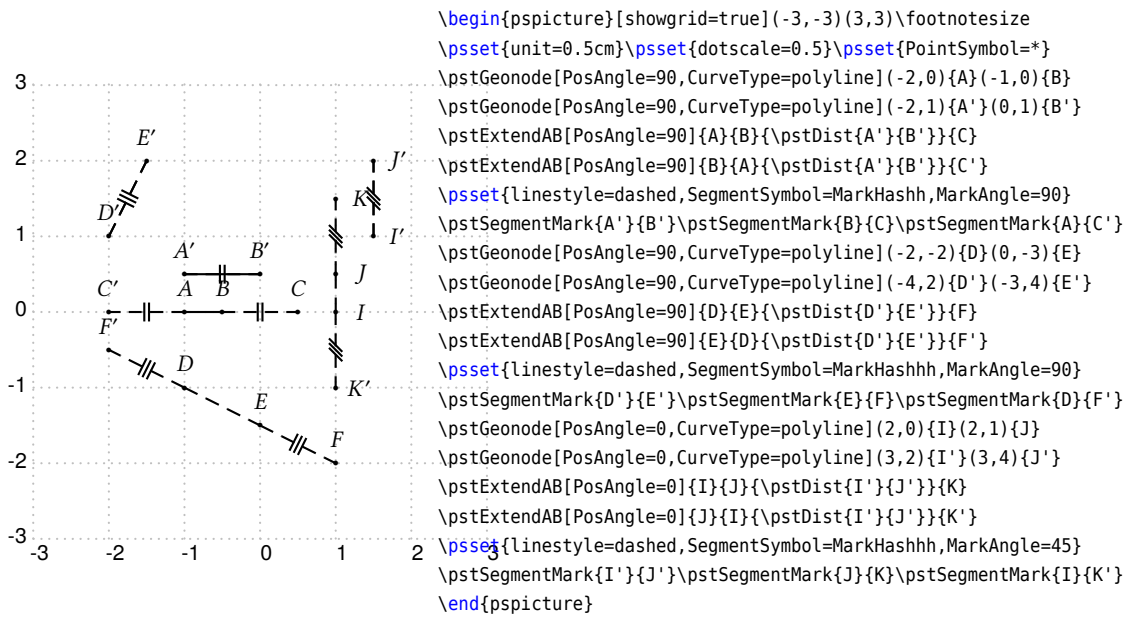 3
2
1
0
-1
-2
-3
-3 -2 -1 0 1 2 3
E′
D′
J′
K
I′
A′ B′
J
C′ A B C
I
F′
D
K′
E
F
\begin{pspicture}[showgrid=true](-3,-3)(3,3)\footnotesize
\psset{unit=0.5cm}\psset{dotscale=0.5}\psset{PointSymbol=*}
\pstGeonode[PosAngle=90,CurveType=polyline](-2,0){A}(-1,0){B}
\pstGeonode[PosAngle=90,CurveType=polyline](-2,1){A'}(0,1){B'}
\pstExtendAB[PosAngle=90]{A}{B}{\pstDist{A'}{B'}}{C}
\pstExtendAB[PosAngle=90]{B}{A}{\pstDist{A'}{B'}}{C'}
\psset{linestyle=dashed,SegmentSymbol=MarkHashh,MarkAngle=90}
\pstSegmentMark{A'}{B'}\pstSegmentMark{B}{C}\pstSegmentMark{A}{C'}
\pstGeonode[PosAngle=90,CurveType=polyline](-2,-2){D}(0,-3){E}
\pstGeonode[PosAngle=90,CurveType=polyline](-4,2){D'}(-3,4){E'}
\pstExtendAB[PosAngle=90]{D}{E}{\pstDist{D'}{E'}}{F}
\pstExtendAB[PosAngle=90]{E}{D}{\pstDist{D'}{E'}}{F'}
\psset{linestyle=dashed,SegmentSymbol=MarkHashhh,MarkAngle=90}
\pstSegmentMark{D'}{E'}\pstSegmentMark{E}{F}\pstSegmentMark{D}{F'}
\pstGeonode[PosAngle=0,CurveType=polyline](2,0){I}(2,1){J}
\pstGeonode[PosAngle=0,CurveType=polyline](3,2){I'}(3,4){J'}
\pstExtendAB[PosAngle=0]{I}{J}{\pstDist{I'}{J'}}{K}
\pstExtendAB[PosAngle=0]{J}{I}{\pstDist{I'}{J'}}{K'}
\psset{linestyle=dashed,SegmentSymbol=MarkHashhh,MarkAngle=45}
\pstSegmentMark{I'}{J'}\pstSegmentMark{J}{K}\pstSegmentMark{I}{K'}
\end{pspicture}